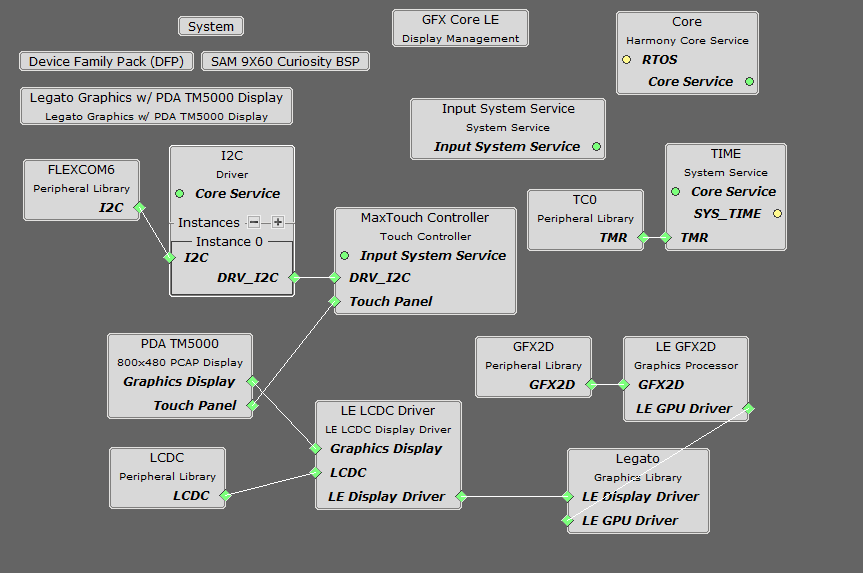 System
Device Family Pack (DFP)
SAM 9X60 Curiosity BSP
Legato Graphics w/ PDA TM5000 Display
Legato Graphics w/ PDA TM5000 Display
GFX Core LE
Display Management
Core
Harmony Core Service
RTOS
Core Service
Input System Service
System Service
Input System Service
FLEXCOM6
Peripheral Library
I2C
I2C
Driver
Core Service
Instances
Instance 0
I2C
DRV_I2C
MaxTouch Controller
Touch Controller
Input System Service
DRV_I2C
Touch Panel
TC0
Peripheral Library
TMR
TIME
System Service
Core Service
SYS_TIME
TMR
PDA TM5000
800x480 PCAP Display
Graphics Display
Touch Panel
LCDC
Peripheral Library
LCDC
LE LCDC Driver
LE LCDC Display Driver
Graphics Display
LCDC
LE Display Driver
GFX2D
Peripheral Library
GFX2D
LE GFX2D
Graphics Processor
GFX2D
LE GPU Driver
Legato
Graphics Library
LE Display Driver
LE GPU Driver